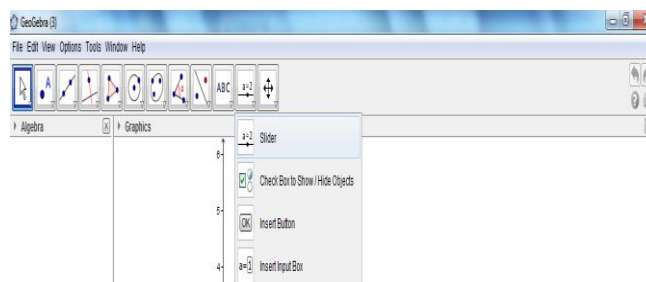 GeoGebra (3)
File Edit View Options Tools Window Help
A
ABC
a=2
Algebra
Graphics
a=2 Slider
Check Box to Show / Hide Objects
OK Insert Button
a=1 Insert Input Box
6
5
4